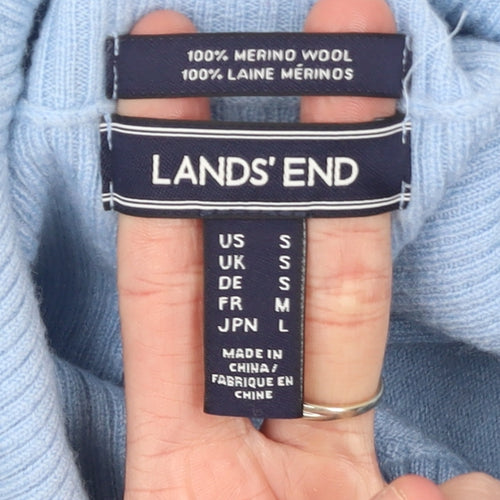 100% MERINO WOOL
100% LAINE MÉRINOS
LANDS' END
US S
UK S
DE S
FR M
JPN L
MADE IN
CHINA/
FABRIQUE EN
CHINE